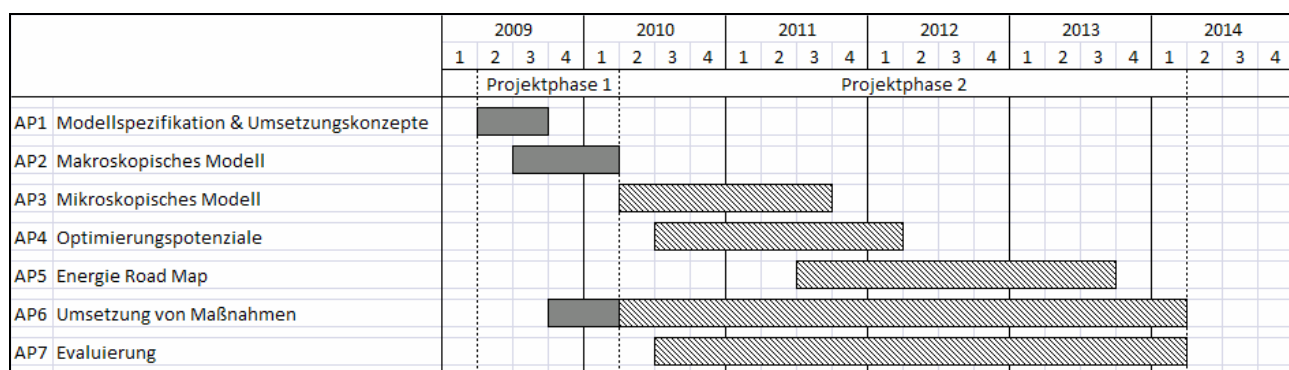 2009 2010 2011 2012 2013 2014
1 2 3 4 1 2 3 4 1 2 3 4 1 2 3 4 1 2 3 4 1 2 3 4
Projektphase 1 Projektphase 2
AP1 Modellspezifikation & Umsetzungskonzepte
AP2 Makroskopisches Modell
AP3 Mikroskopisches Modell
AP4 Optimierungspotenziale
AP5 Energie Road Map
AP6 Umsetzung von Maßnahmen
AP7 Evaluierung